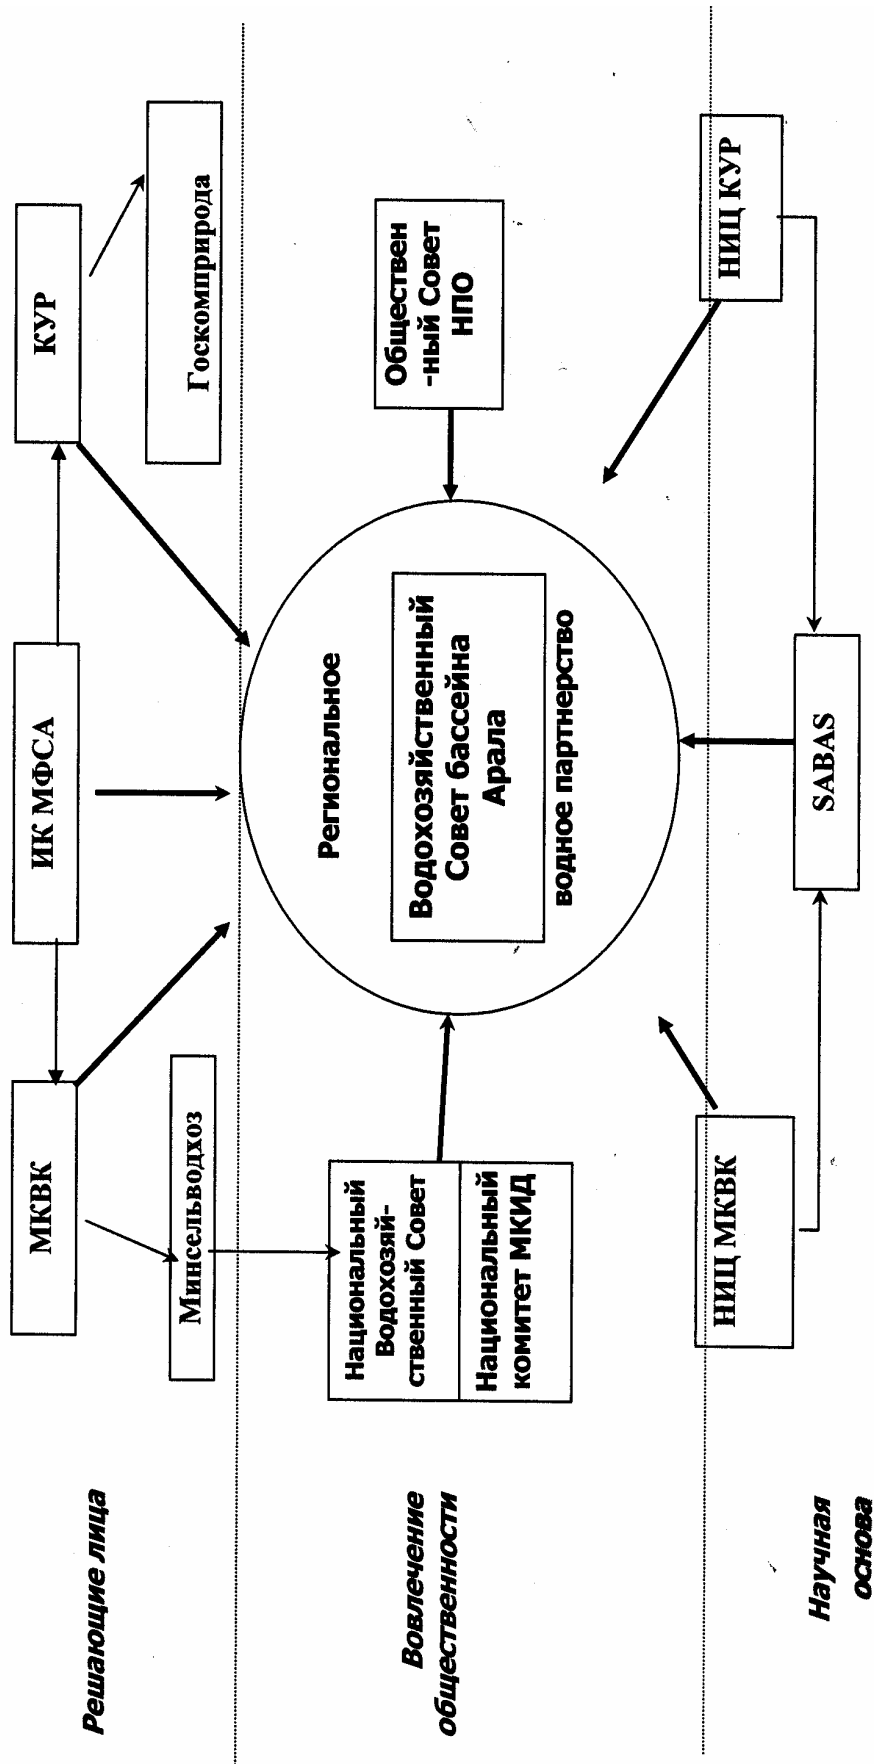 Решающие лица
МКВК
ИК МФСА
КУР
Минсельводхоз
Госкомприрода
Вовлечение
общественности
Национальный
Водохозяй-
ственный Совет
Национальный
комитет МКИД
Региональное
Водохозяйственный
Совет бассейна
Арала
водное партнерство
Обществен
-ный Совет
НПО
Научная
основа
НИЦ МКВК
SABAS
НИЦ КУР